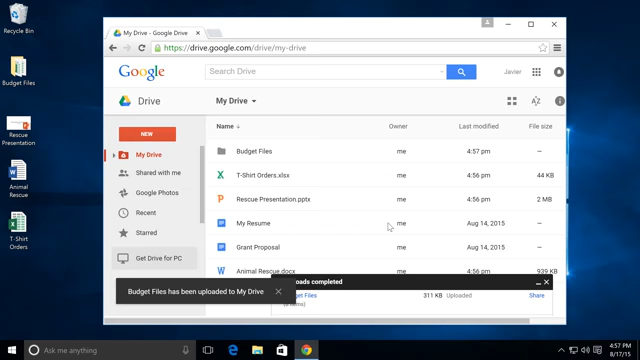 Recycle Bin
Budget Files
Rescue
Presentation
Animal
Rescue
T- Shirt
Orders
My Drive - Google Drive
https://drive.google.com/drive/my-drive
Google
Search Drive
Javier
Drive
My Drive
NEW
My Drive
Shared with me
Google Photos
Recent
Starred
Get Drive for PC
Name
Owner
Last modified
File size
Budget Files
me
4:57 pm
–
T-Shirt Orders.xlsx
me
4:56 pm
44 KB
Rescue Presentation.pptx
me
4:56 pm
2 MB
My Resume
me
Aug 14, 2015
–
Grant Proposal
me
Aug 14, 2015
–
Animal Rescue.docx
me
4:56 pm
939 KB
completed
Files
311 KB
Uploaded
Share
Budget Files has been uploaded to My Drive
Ask me anything
4:57 PM
8/17/15